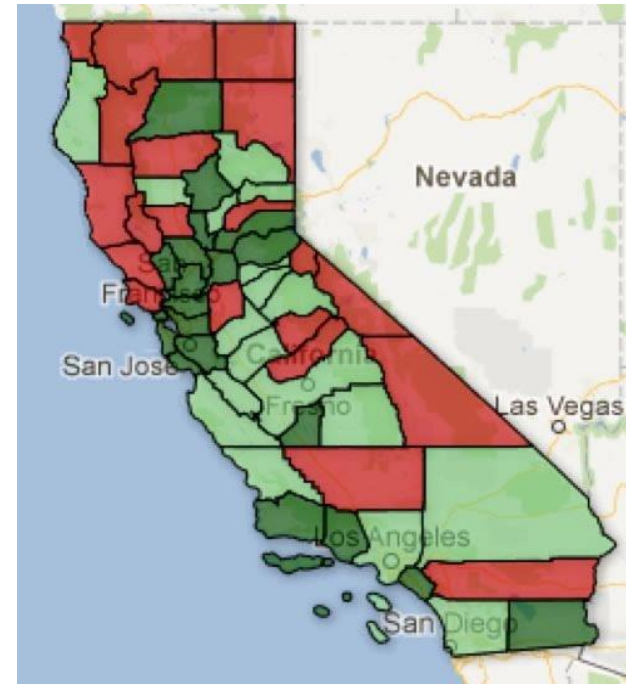 Nevada
San
Francisco
San Jose
California
Fresno
Las Vegas
Los Angeles
San Diego